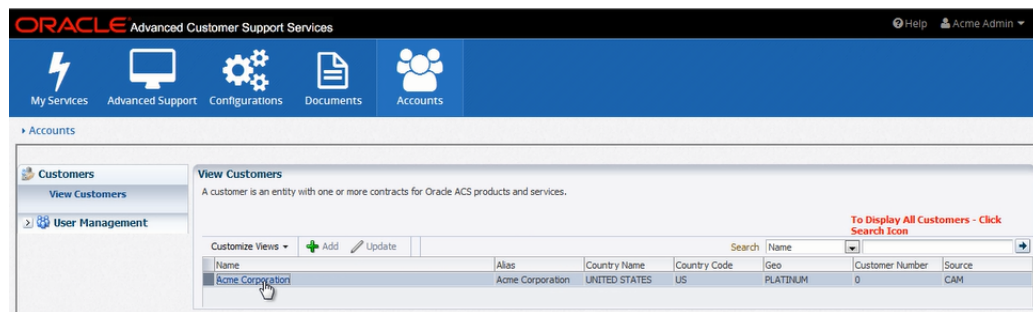 ORACLE Advanced Customer Support Services
Help Acme Admin
My Services Advanced Support Configurations Documents Accounts
Accounts
Customers
View Customers
User Management
View Customers
A customer is an entity with one or more contracts for Oracle ACS products and services.
To Display All Customers - Click
Search Icon
Customize Views Add Update Search Name
Name Alias Country Name Country Code Geo Customer Number Source
Acme Corporation Acme Corporation UNITED STATES US PLATINUM 0 CAM